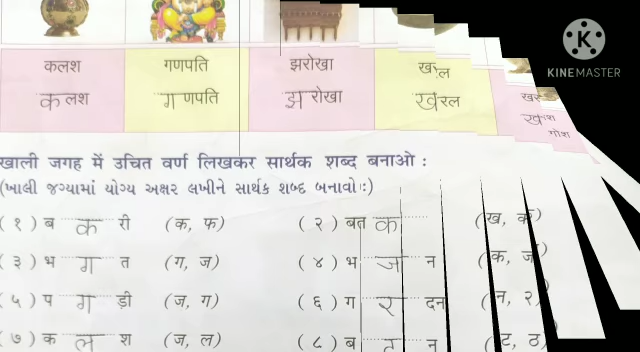 KINEMASTER
कलश गणपति झरोखा खरल
कलश गणपति झरोखा खरल
खाली जगह में उचित वर्ण लिखकर सार्थक शब्द बनाओ :
(ખાલી જગ્યામાં યોગ્ય અક્ષર લખીને સાર્થક શબ્દ બનાવો :)
(१) ब क री (क, फ) (२) बत क (ख, क)
(३) भ ग त (ग, ज) (४) भ ज न (क, ज)
(५) प ग ड़ी (ज, ग) (६) ग र दन (न, र)
(७) क ल श (ज, ल) (८) ब ट न (ट, ठ)